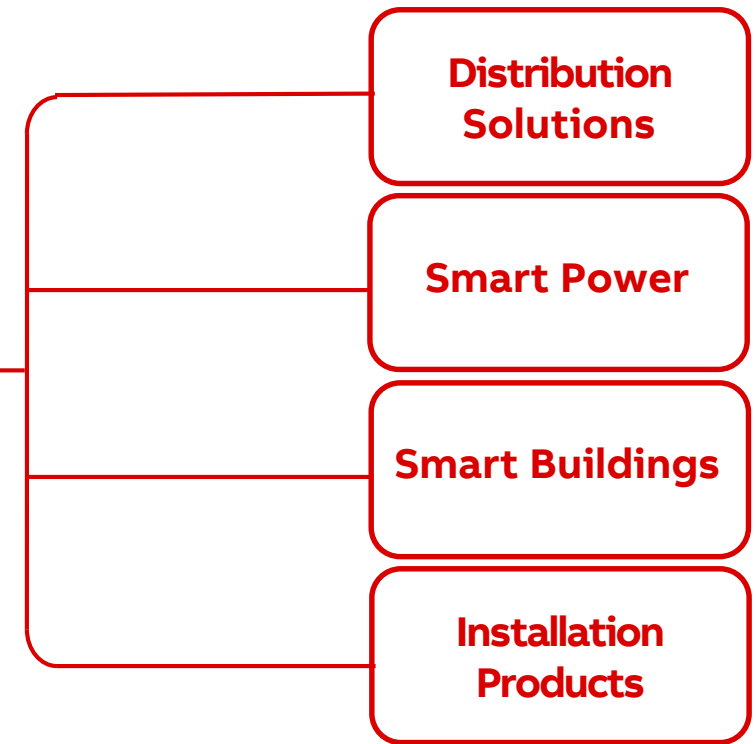 Distribution
Solutions
Smart Power
Smart Buildings
Installation
Products